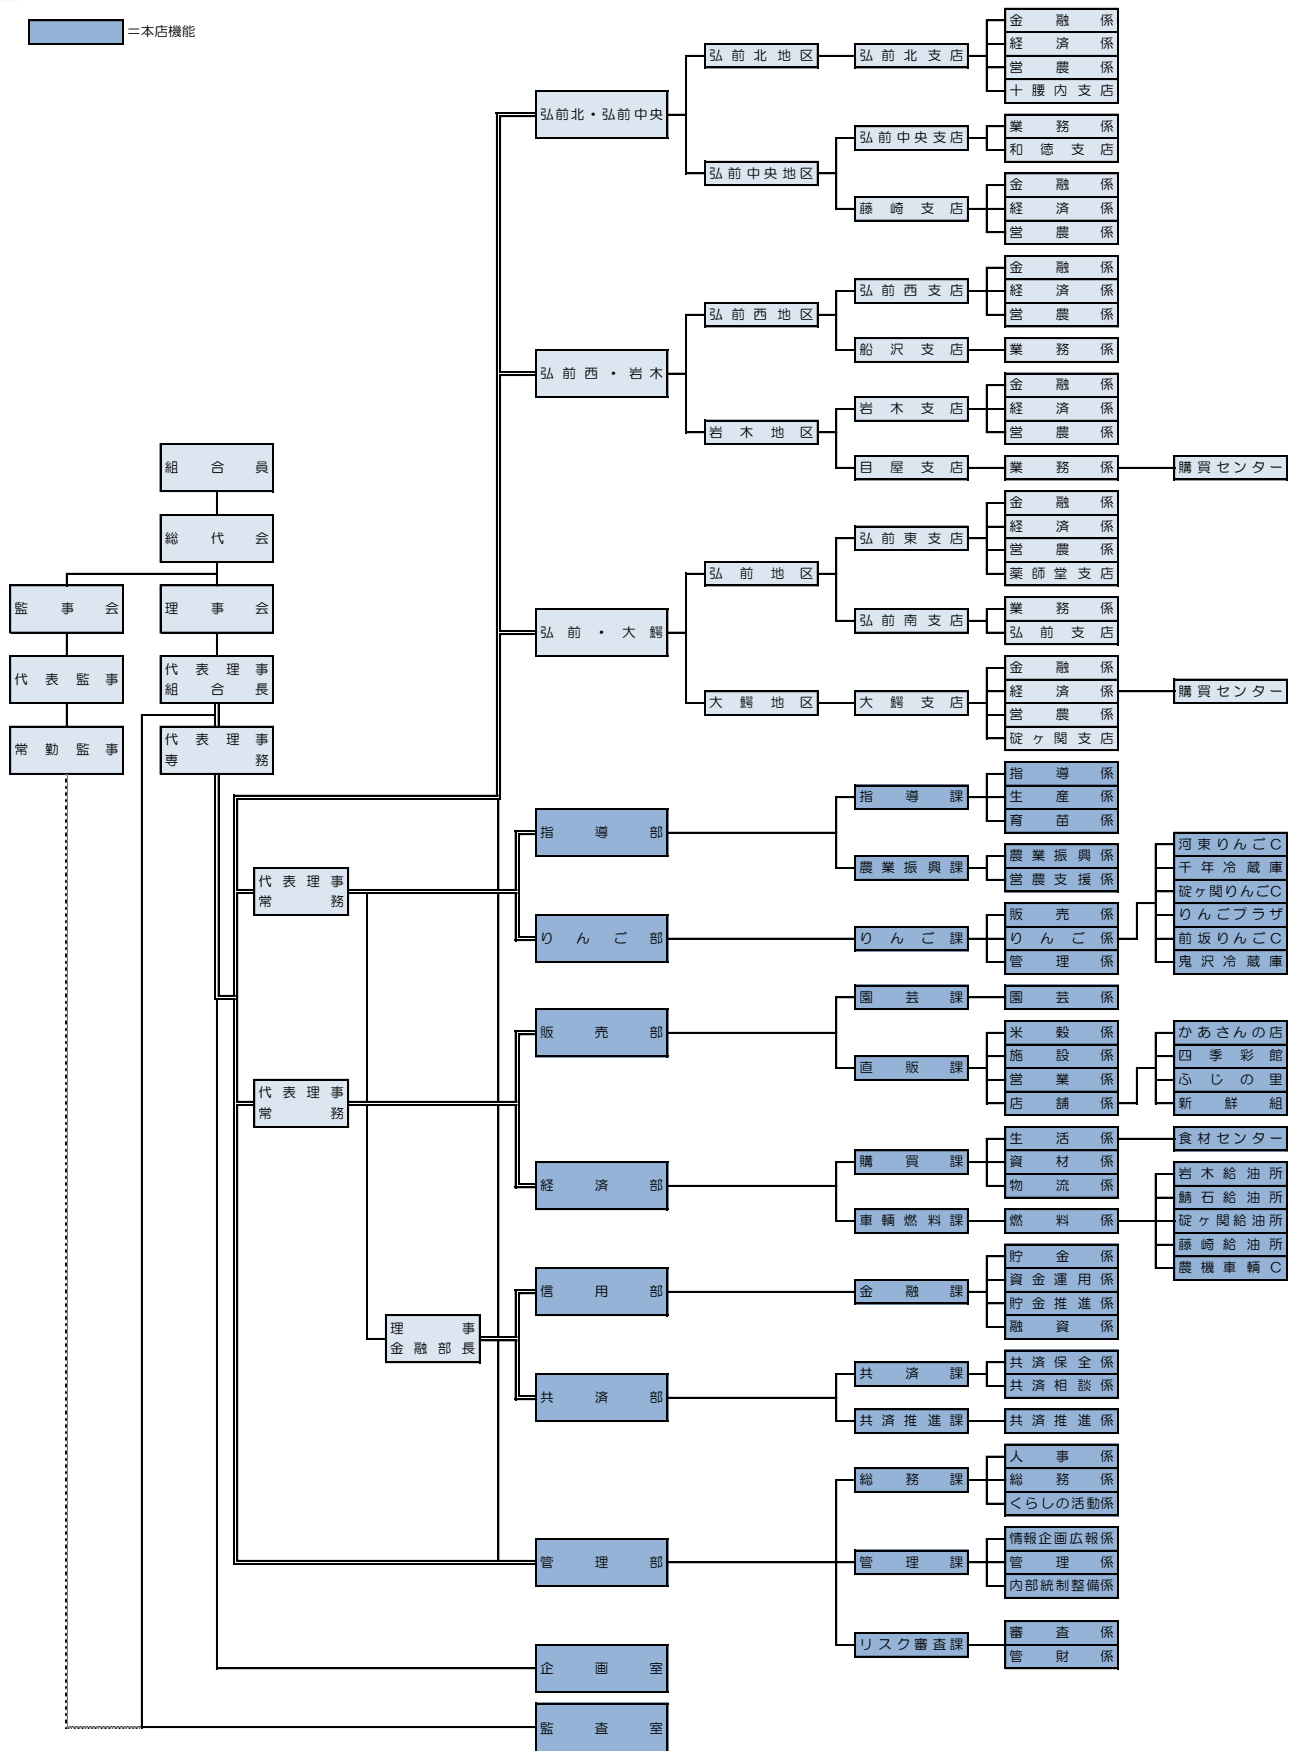 ＝本店機能
組合員
総代会
監事会
理事会
代表監事
代表理事
組合長
常勤監事
代表理事
専務
代表理事
常務
代表理事
常務
理事
金融部長
弘前北・弘前中央
弘前北地区
弘前北支店
金融係
経済係
営農係
十腰内支店
弘前中央地区
弘前中央支店
業務係
和徳支店
藤崎支店
金融係
経済係
営農係
弘前西・岩木
弘前西地区
弘前西支店
金融係
経済係
営農係
船沢支店
業務係
岩木地区
岩木支店
金融係
経済係
営農係
目屋支店
業務係
購買センター
弘前・大鰐
弘前地区
弘前東支店
金融係
経済係
営農係
薬師堂支店
弘前南支店
業務係
弘前支店
大鰐地区
大鰐支店
金融係
経済係
購買センター
営農係
碇ヶ関支店
指導部
指導課
指導係
生産係
育苗係
農業振興課
農業振興係
営農支援係
りんご部
りんご課
販売係
りんご係
管理係
河東りんごC
千年冷蔵庫
碇ヶ関りんごC
りんごプラザ
前坂りんごC
鬼沢冷蔵庫
販売部
園芸課
園芸係
直販課
米穀係
施設係
営業係
店舗係
かあさんの店
四季彩館
ふじの里
新鮮組
経済部
購買課
生活係
食材センター
資材係
物流係
車輌燃料課
燃料係
岩木給油所
鯖石給油所
碇ヶ関給油所
藤崎給油所
農機車輌C
信用部
金融課
貯金係
資金運用係
貯金推進係
融資係
共済部
共済課
共済保全係
共済相談係
共済推進課
共済推進係
管理部
総務課
人事係
総務係
くらしの活動係
管理課
情報企画広報係
管理係
内部統制整備係
リスク審査課
審査係
管財係
企画室
監査室